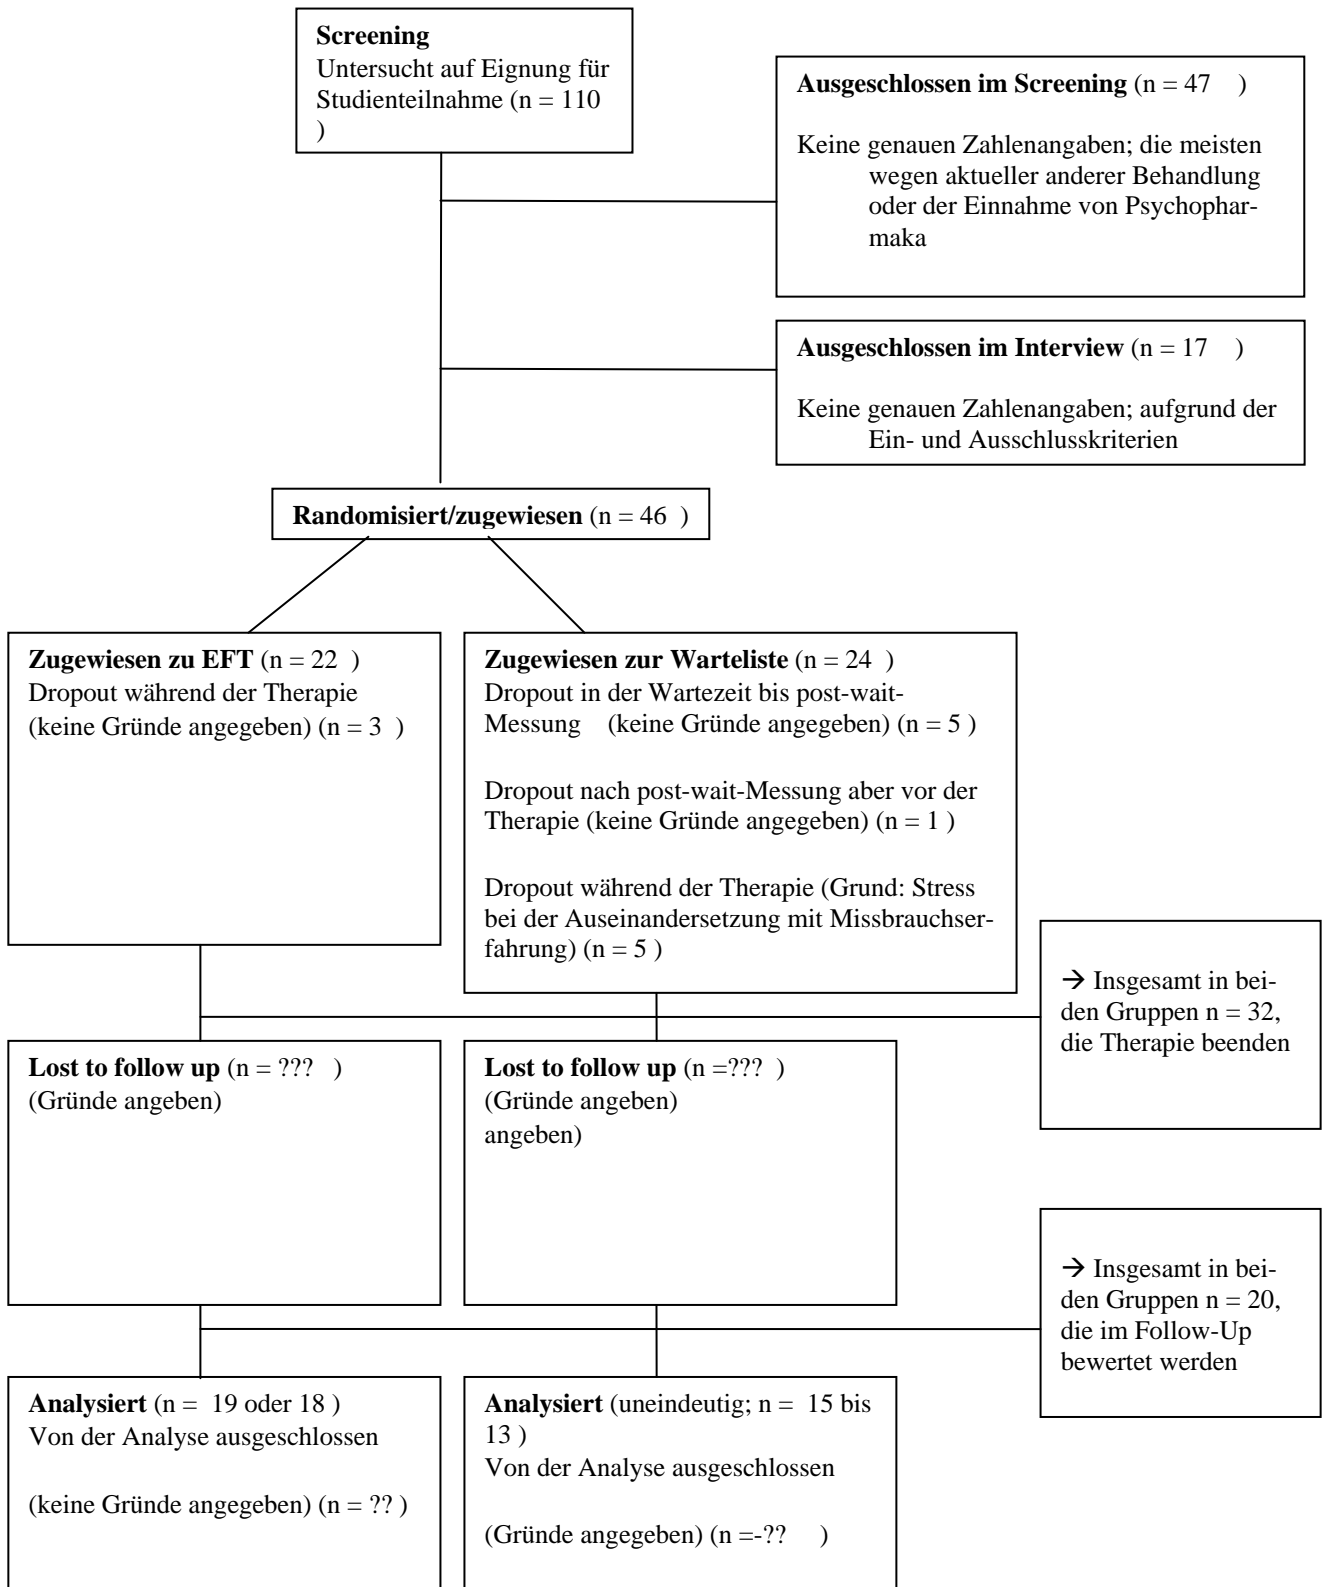 Screening
Untersucht auf Eignung für
Studienteilnahme (n = 110
)
Ausgeschlossen im Screening (n = 47    )
Keine genauen Zahlenangaben; die meisten
wegen aktueller anderer Behandlung
oder der Einnahme von Psychophar-
maka
Ausgeschlossen im Interview (n = 17    )
Keine genauen Zahlenangaben; aufgrund der
Ein- und Ausschlusskriterien
Randomisiert/zugewiesen (n = 46  )
Zugewiesen zu EFT (n = 22  )
Dropout während der Therapie
(keine Gründe angegeben) (n = 3  )
Zugewiesen zur Warteliste (n = 24  )
Dropout in der Wartezeit bis post-wait-
Messung    (keine Gründe angegeben) (n = 5 )
Dropout nach post-wait-Messung aber vor der
Therapie (keine Gründe angegeben) (n = 1 )
Dropout während der Therapie (Grund: Stress
bei der Auseinandersetzung mit Missbrauchser-
fahrung) (n = 5 )
→ Insgesamt in bei-
den Gruppen n = 32,
die Therapie beenden
Lost to follow up (n = ???   )
(Gründe angeben)
Lost to follow up (n =???  )
(Gründe angeben)
angeben)
→ Insgesamt in bei-
den Gruppen n = 20,
die im Follow-Up
bewertet werden
Analysiert (n =  19 oder 18 )
Von der Analyse ausgeschlossen
(keine Gründe angegeben) (n = ?? )
Analysiert (uneindeutig; n =  15 bis
13 )
Von der Analyse ausgeschlossen
(Gründe angegeben) (n =-??    )